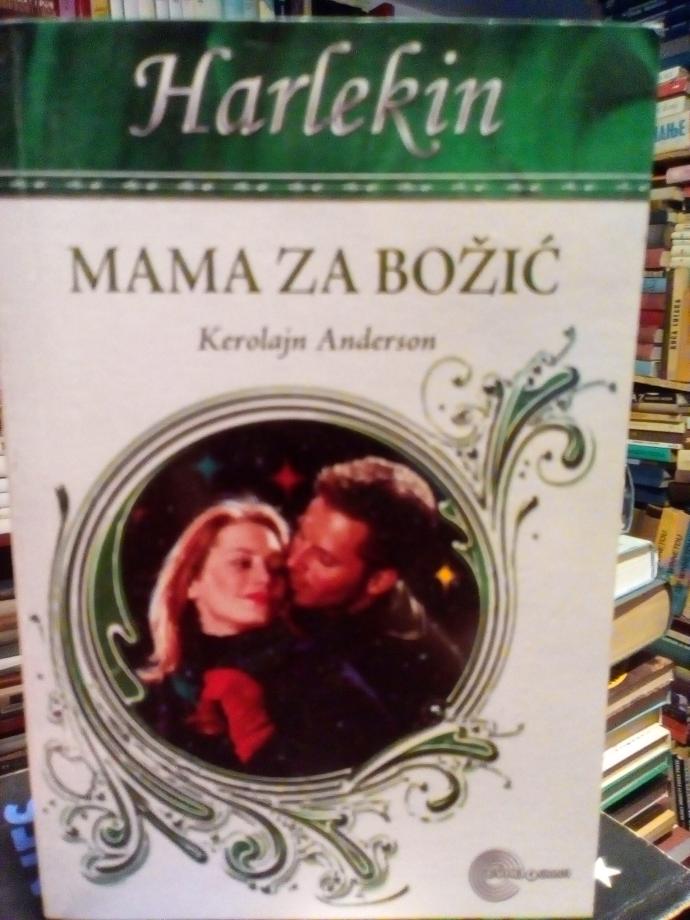 Harlekin
MAMA ZA BOŽIĆ
Kerolajn Anderson